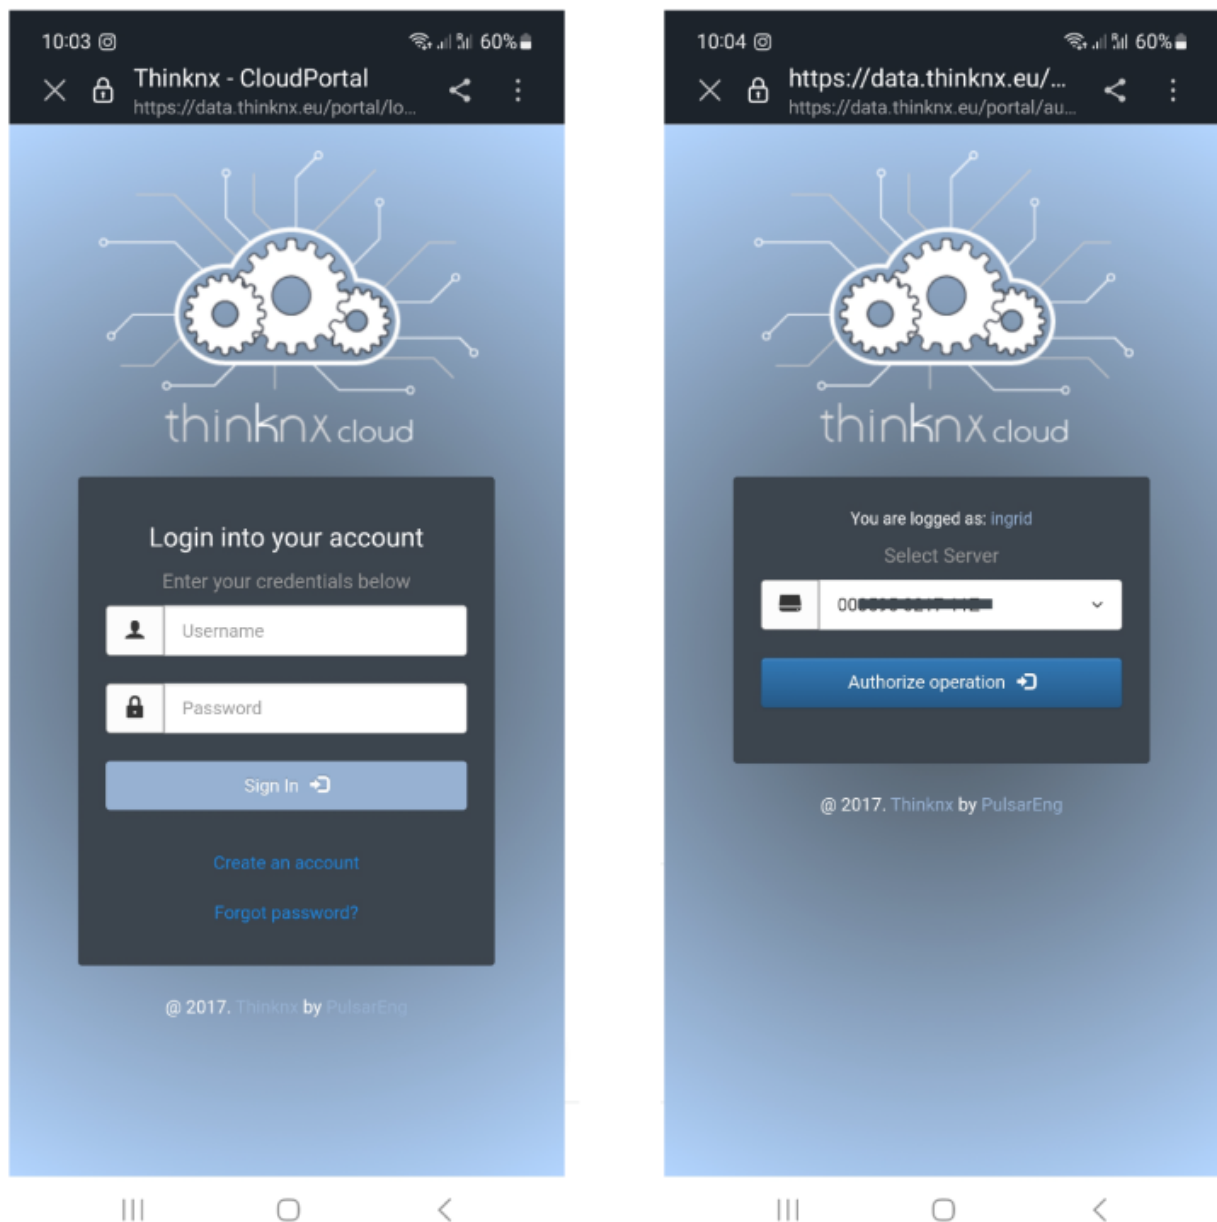 10:03
60%
Thinknx - CloudPortal
https://data.thinknx.eu/portal/lo...
thinknx cloud
Login into your account
Enter your credentials below
Username
Password
Sign In
Create an account
Forgot password?
@ 2017. Thinknx by PulsarEng
10:04
60%
https://data.thinknx.eu/...
https://data.thinknx.eu/portal/au...
thinknx cloud
You are logged as: ingrid
Select Server
Authorize operation
@ 2017. Thinknx by PulsarEng